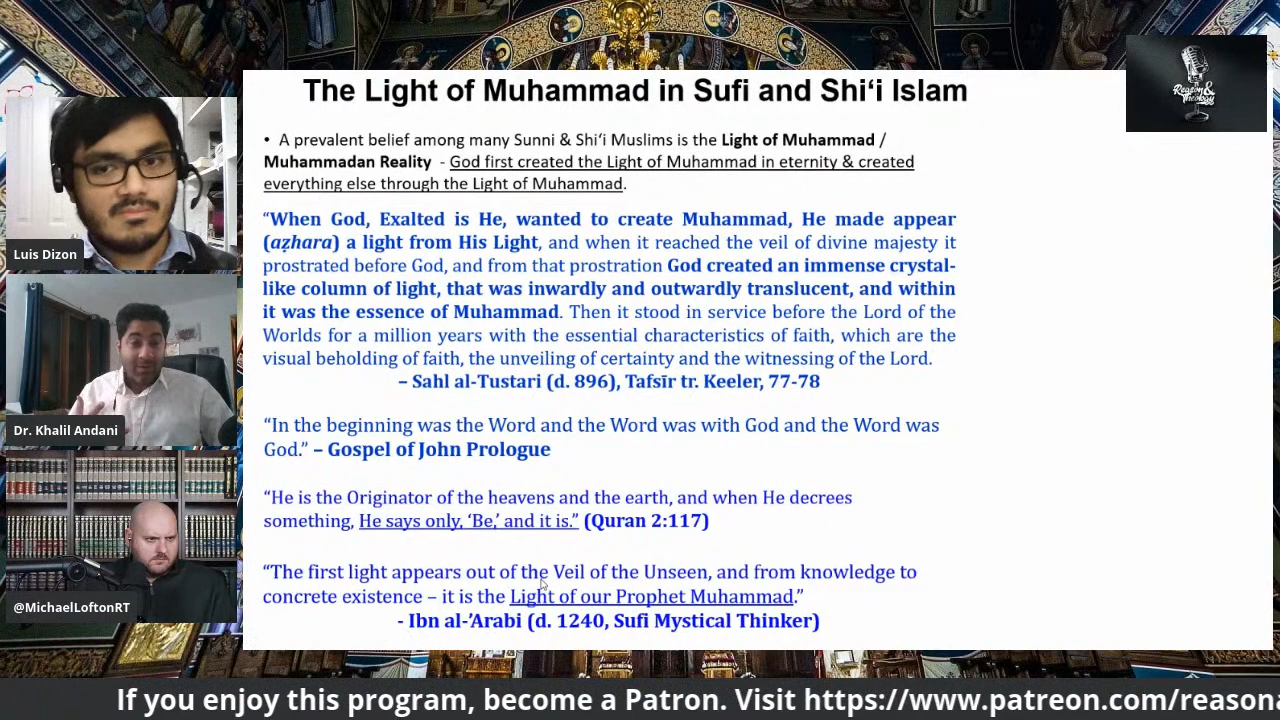 The Light of Muhammad in Sufi and Shi‘i Islam
• A prevalent belief among many Sunni & Shi‘i Muslims is the Light of Muhammad /
Muhammadan Reality - God first created the Light of Muhammad in eternity & created
everything else through the Light of Muhammad.
“When God, Exalted is He, wanted to create Muhammad, He made appear
(aẓhara) a light from His Light, and when it reached the veil of divine majesty it
prostrated before God, and from that prostration God created an immense crystal-
like column of light, that was inwardly and outwardly translucent, and within
it was the essence of Muhammad. Then it stood in service before the Lord of the
Worlds for a million years with the essential characteristics of faith, which are the
visual beholding of faith, the unveiling of certainty and the witnessing of the Lord.
– Sahl al-Tustari (d. 896), Tafsīr tr. Keeler, 77-78
“In the beginning was the Word and the Word was with God and the Word was
God.” – Gospel of John Prologue
“He is the Originator of the heavens and the earth, and when He decrees
something, He says only, ‘Be,’ and it is.” (Quran 2:117)
“The first light appears out of the Veil of the Unseen, and from knowledge to
concrete existence – it is the Light of our Prophet Muhammad.”
- Ibn al-’Arabi (d. 1240, Sufi Mystical Thinker)
Luis Dizon
Dr. Khalil Andani
@MichaelLoftonRT
Reason &
Theology
If you enjoy this program, become a Patron. Visit https://www.patreon.com/reason